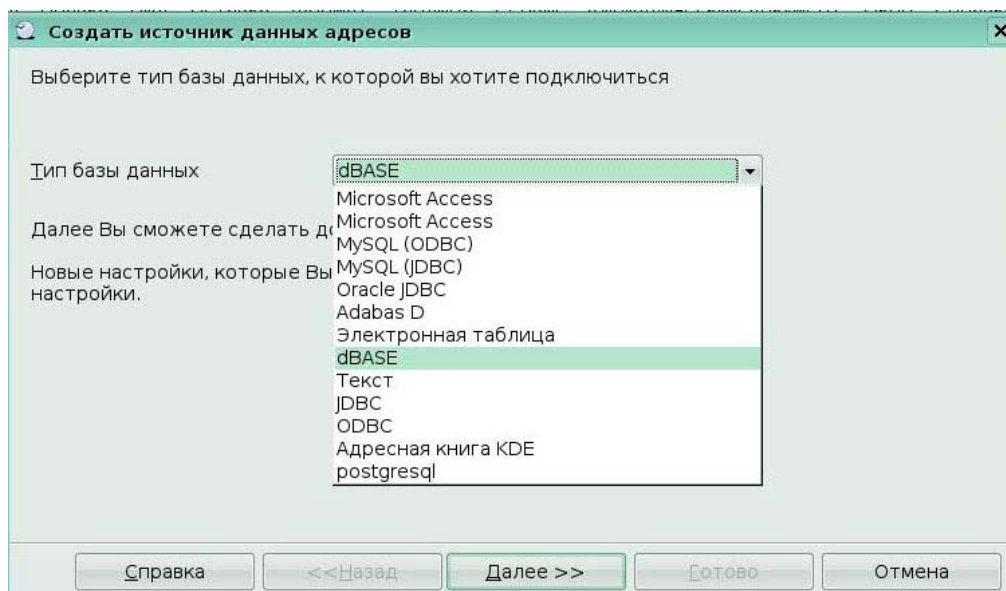 Создать источник данных адресов
Выберите тип базы данных, к которой вы хотите подключиться
Тип базы данных
dBASE
Microsoft Access
Microsoft Access
Далее Вы сможете сделать д
MySQL (ODBC)
MySQL (JDBC)
Новые настройки, которые Вы
настройки.
Oracle JDBC
Adabas D
Электронная таблица
dBASE
Текст
JDBC
ODBC
Адресная книга KDE
postgresql
Справка
<<Назад
Далее >>
Готово
Отмена